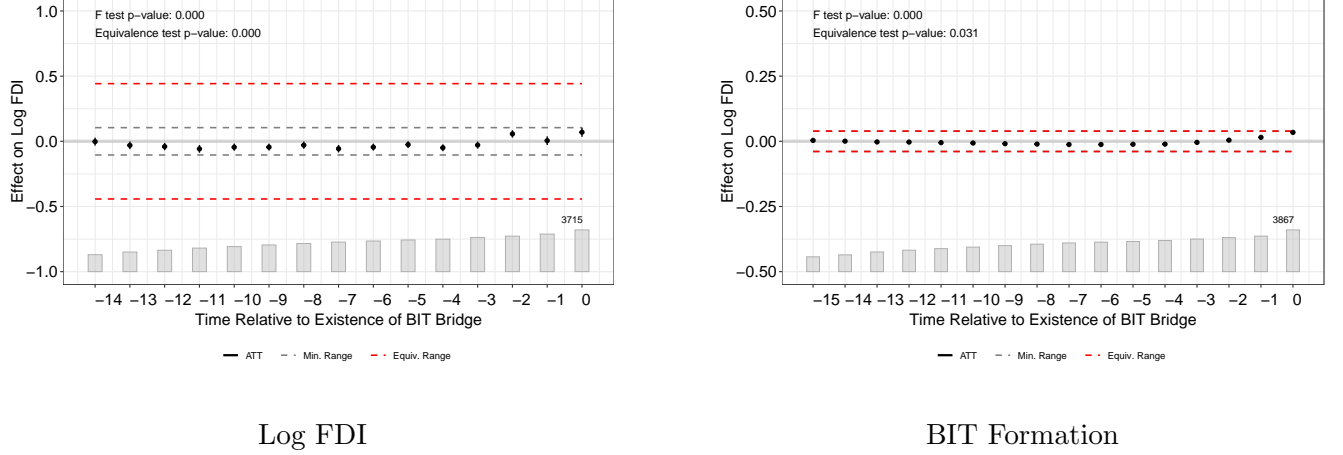 F test p−value: 0.000
Equivalence test p−value: 0.000
1.0
0.5
0.0
−0.5
−1.0
Effect on Log FDI
3715
−14 −13 −12 −11 −10 −9 −8 −7 −6 −5 −4 −3 −2 −1 0
Time Relative to Existence of BIT Bridge
ATT Min. Range Equiv. Range
Log FDI
F test p−value: 0.000
Equivalence test p−value: 0.031
0.50
0.25
0.00
−0.25
−0.50
Effect on Log FDI
3867
−15 −14 −13 −12 −11 −10 −9 −8 −7 −6 −5 −4 −3 −2 −1 0
Time Relative to Existence of BIT Bridge
ATT Min. Range Equiv. Range
BIT Formation